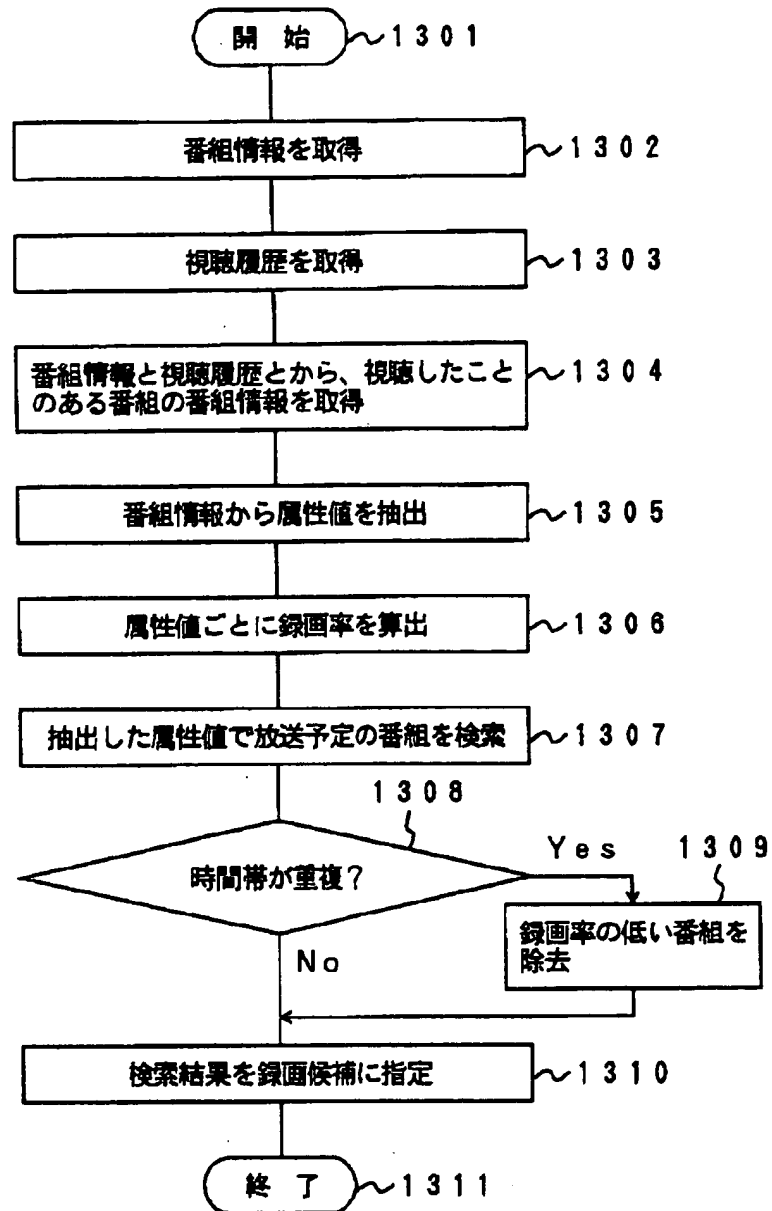 開始 1301
番組情報を取得 1302
視聴履歴を取得 1303
番組情報と視聴履歴とから、視聴したこと 1304
のある番組の番組情報を取得
番組情報から属性値を抽出 1305
属性値ごとに録画率を算出 1306
抽出した属性値で放送予定の番組を検索 1307
1308
時間帯が重複?
Yes 1309
録画率の低い番組を
除去
No
検索結果を録画候補に指定 1310
終了 1311